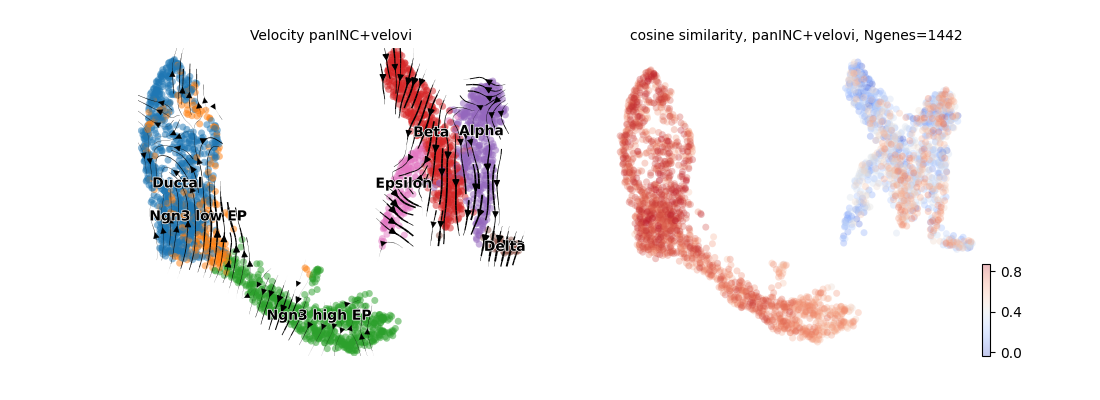 Velocity panINC+velovi
cosine similarity, panINC+velovi, Ngenes=1442
Beta
Alpha
Ductal
Epsilon
Ngn3 low EP
Delta
Ngn3 high EP
0.8
0.4
0.0